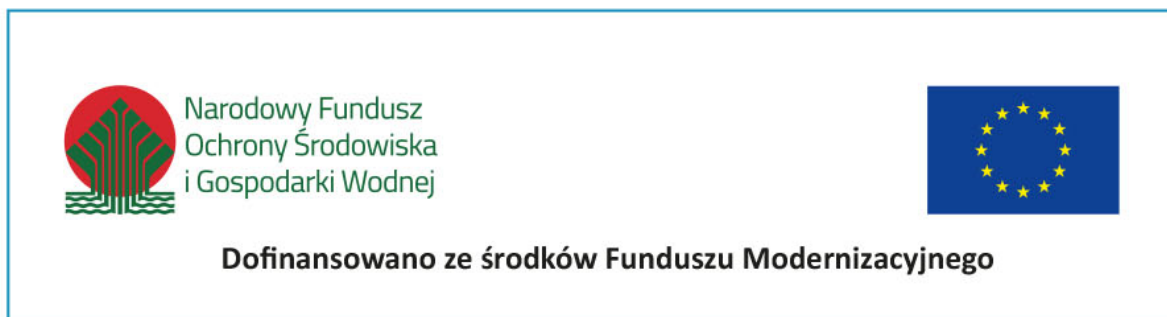 Narodowy Fundusz
Ochrony Środowiska
i Gospodarki Wodnej
Dofinansowano ze środków Funduszu Modernizacyjnego